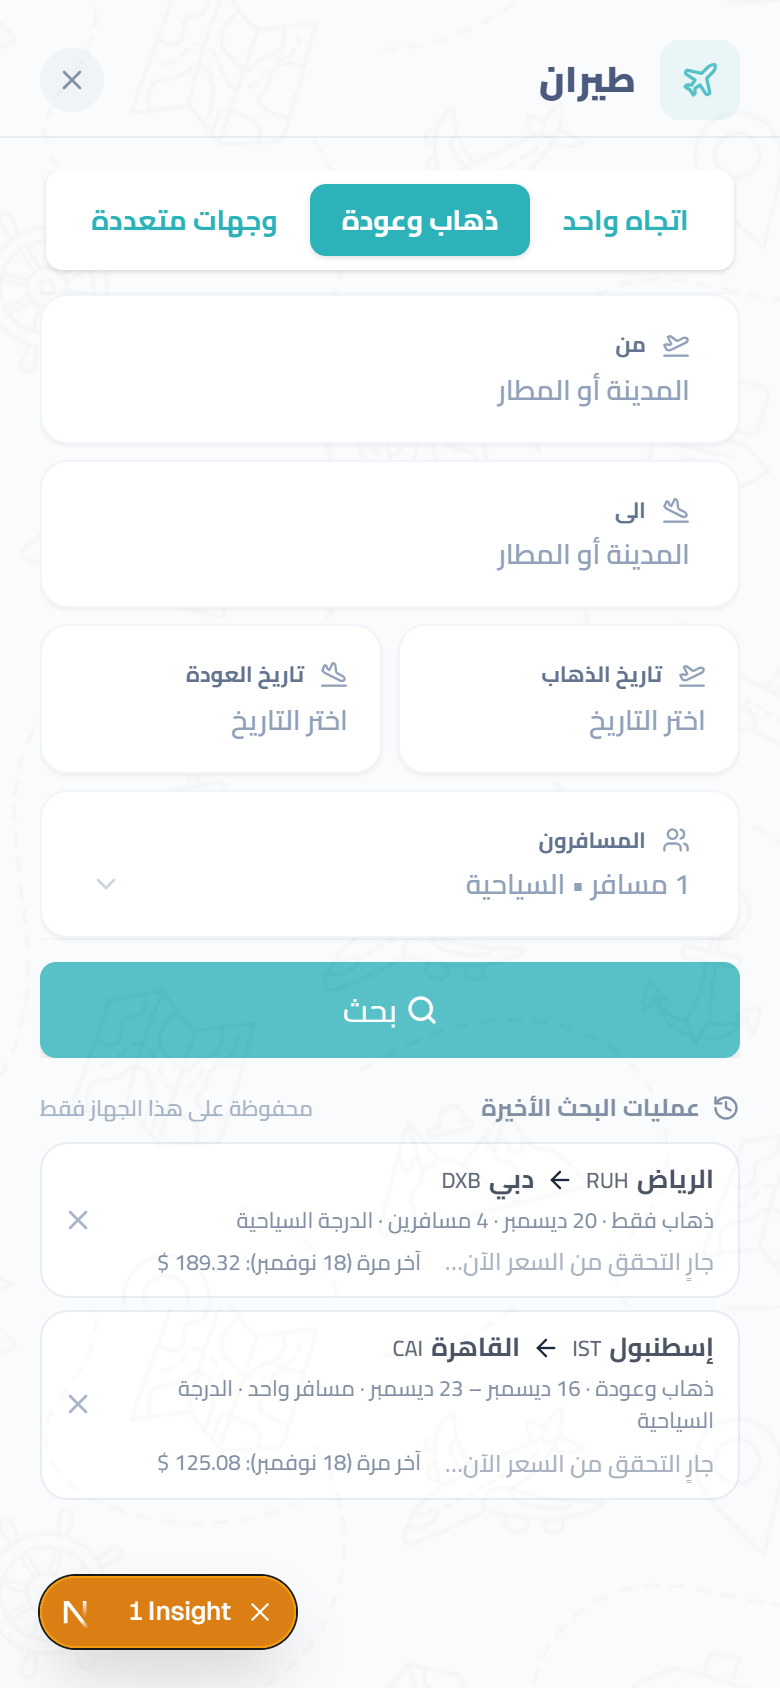 طيران
اتجاه واحد
ذهاب وعودة
وجهات متعددة
من
المدينة أو المطار
الى
المدينة أو المطار
تاريخ الذهاب
اختر التاريخ
تاريخ العودة
اختر التاريخ
المسافرون
1 مسافر ▪ السياحية
بحث
عمليات البحث الأخيرة
محفوظة على هذا الجهاز فقط
الرياض RUH ← دبي DXB
ذهاب فقط · 20 ديسمبر · 4 مسافرين · الدرجة السياحية
جارٍ التحقق من السعر الآن... آخر مرة (18 نوفمبر): 189.32 $
إسطنبول IST ← القاهرة CAI
ذهاب وعودة · 16 ديسمبر – 23 ديسمبر · مسافر واحد · الدرجة
السياحية
جارٍ التحقق من السعر الآن... آخر مرة (18 نوفمبر): 125.08 $
N 1 Insight